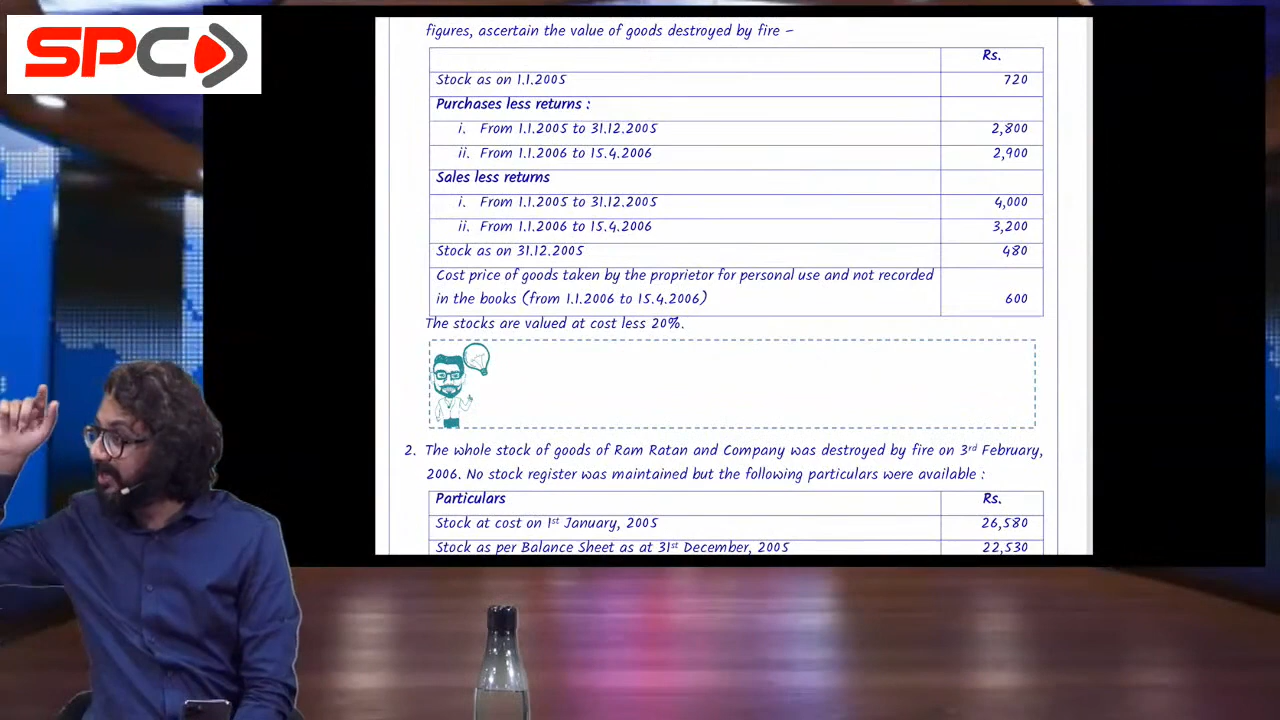 SPC
figures, ascertain the value of goods destroyed by fire –
Rs.
Stock as on 1.1.2005 720
Purchases less returns :
i. From 1.1.2005 to 31.12.2005 2,800
ii. From 1.1.2006 to 15.4.2006 2,900
Sales less returns
i. From 1.1.2005 to 31.12.2005 4,000
ii. From 1.1.2006 to 15.4.2006 3,200
Stock as on 31.12.2005 480
Cost price of goods taken by the proprietor for personal use and not recorded
in the books (from 1.1.2006 to 15.4.2006) 600
The stocks are valued at cost less 20%.
2. The whole stock of goods of Ram Ratan and Company was destroyed by fire on 3rd February,
2006. No stock register was maintained but the following particulars were available :
Particulars Rs.
Stock at cost on 1st January, 2005 26,580
Stock as per Balance Sheet as at 31st December, 2005 22,530